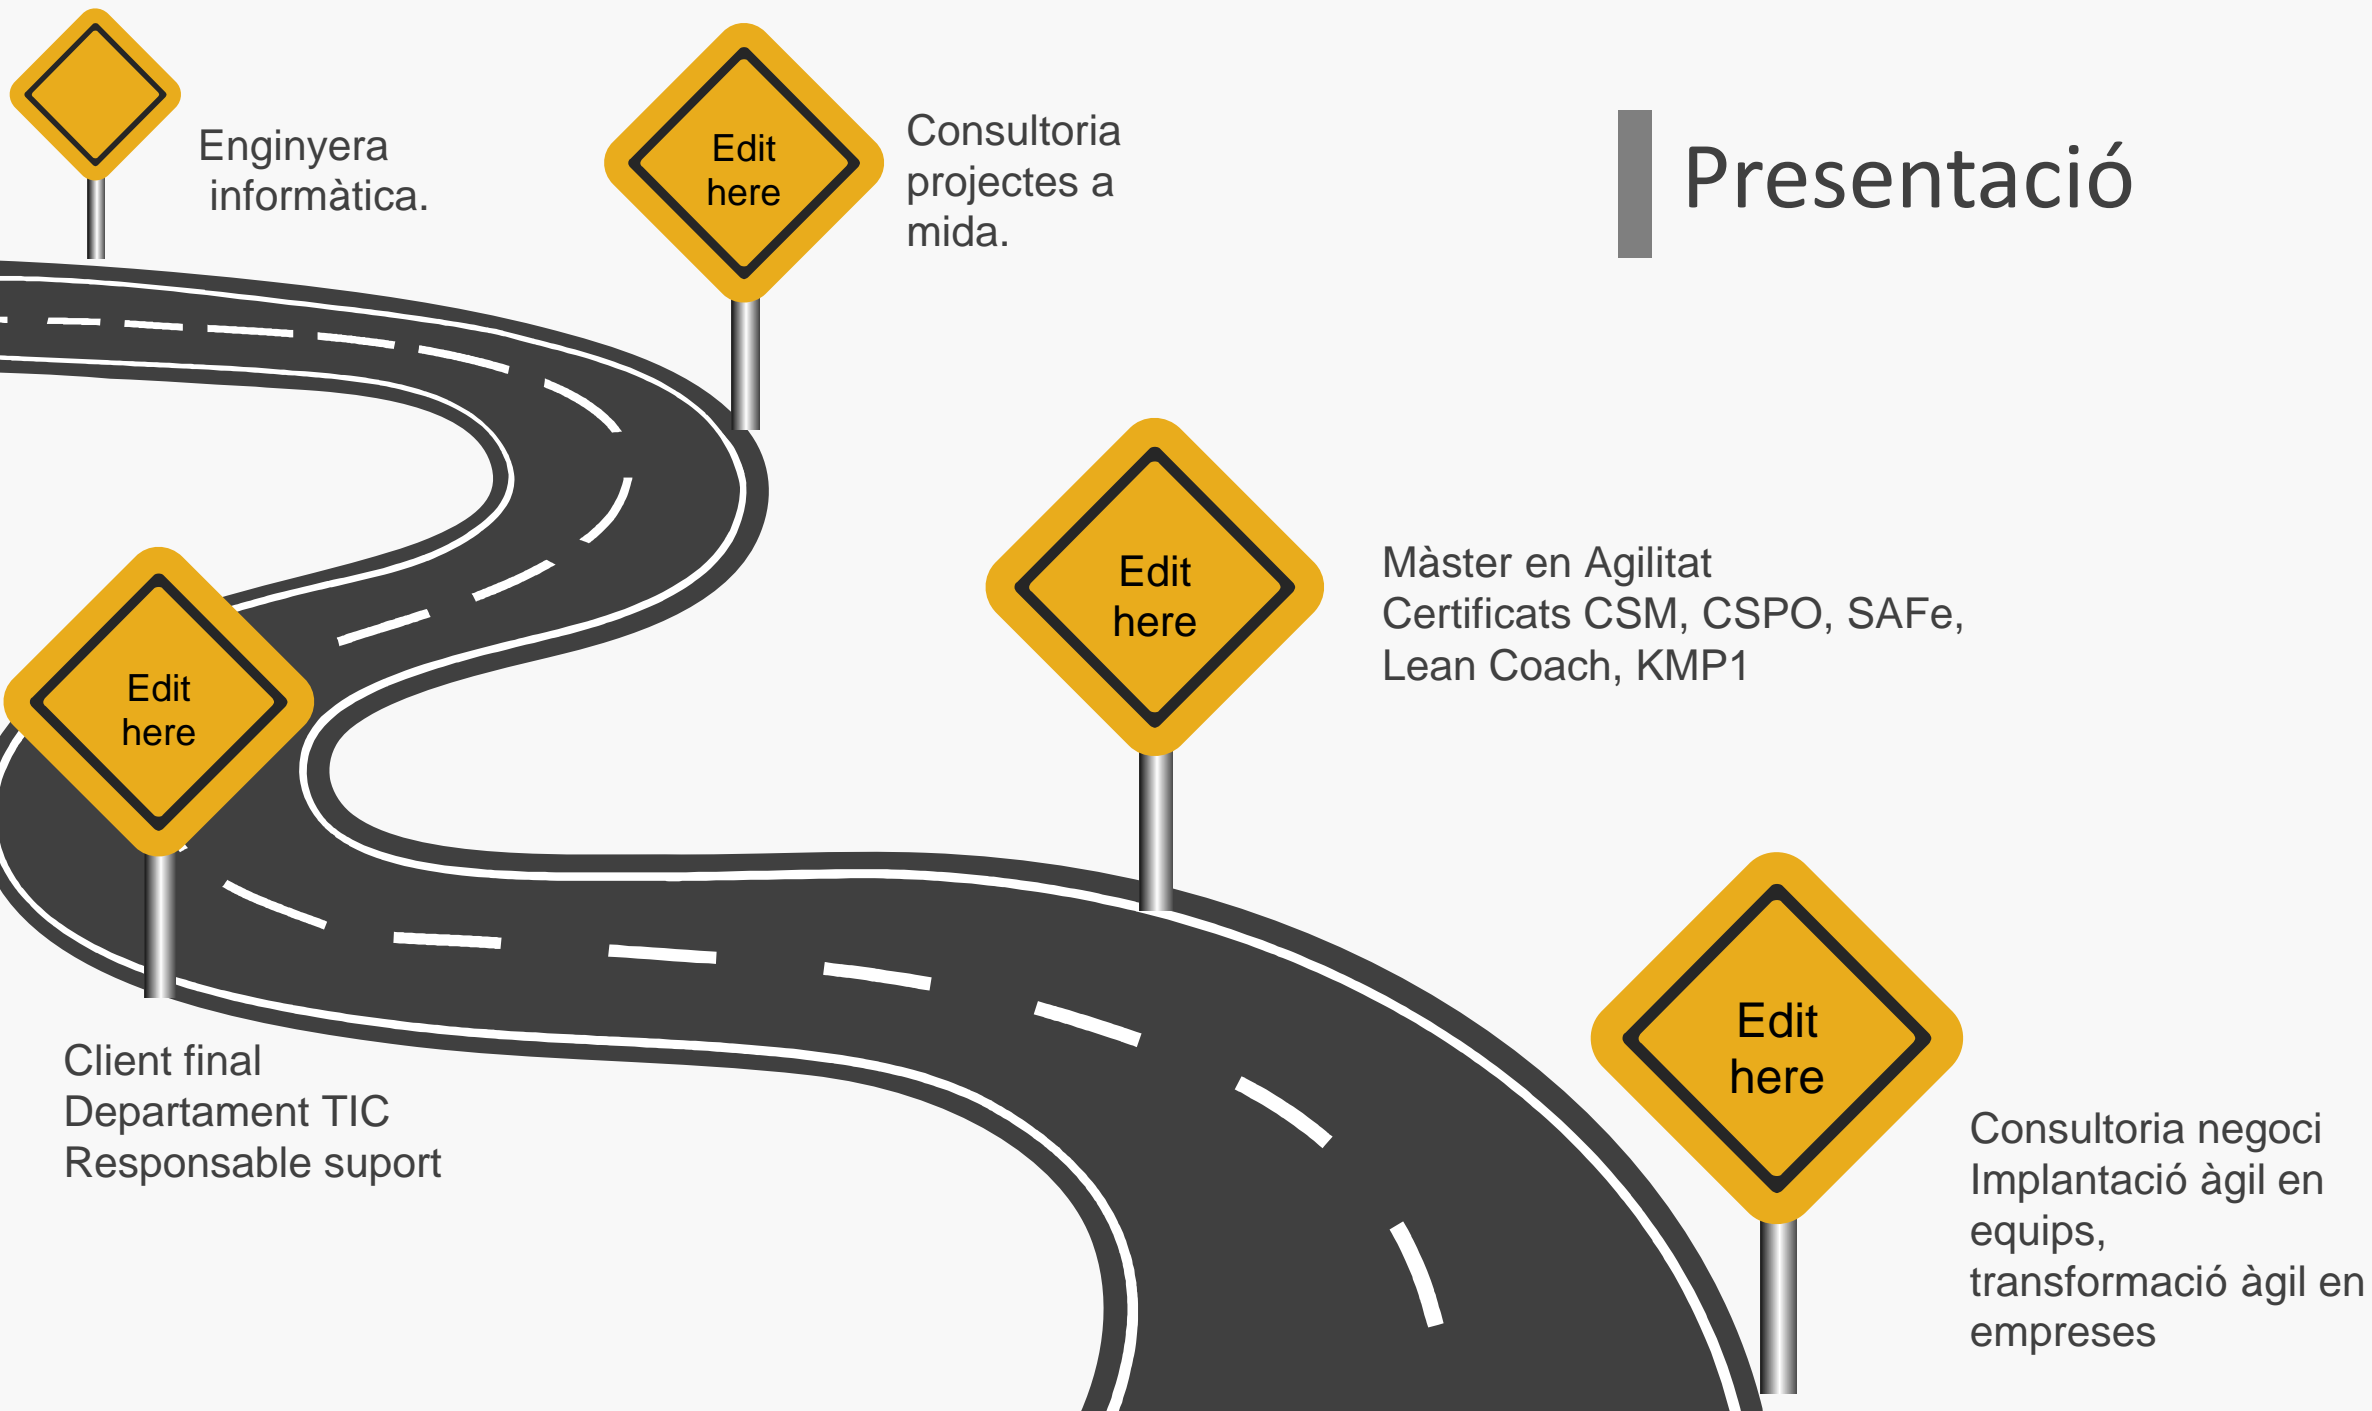 Presentació
Enginyera
informàtica.
Edit
here
Consultoria
projectes a
mida.
Edit
here
Client final
Departament TIC
Responsable suport
Edit
here
Màster en Agilitat
Certificats CSM, CSPO, SAFe,
Lean Coach, KMP1
Edit
here
Consultoria negoci
Implantació àgil en
equips,
transformació àgil en
empreses